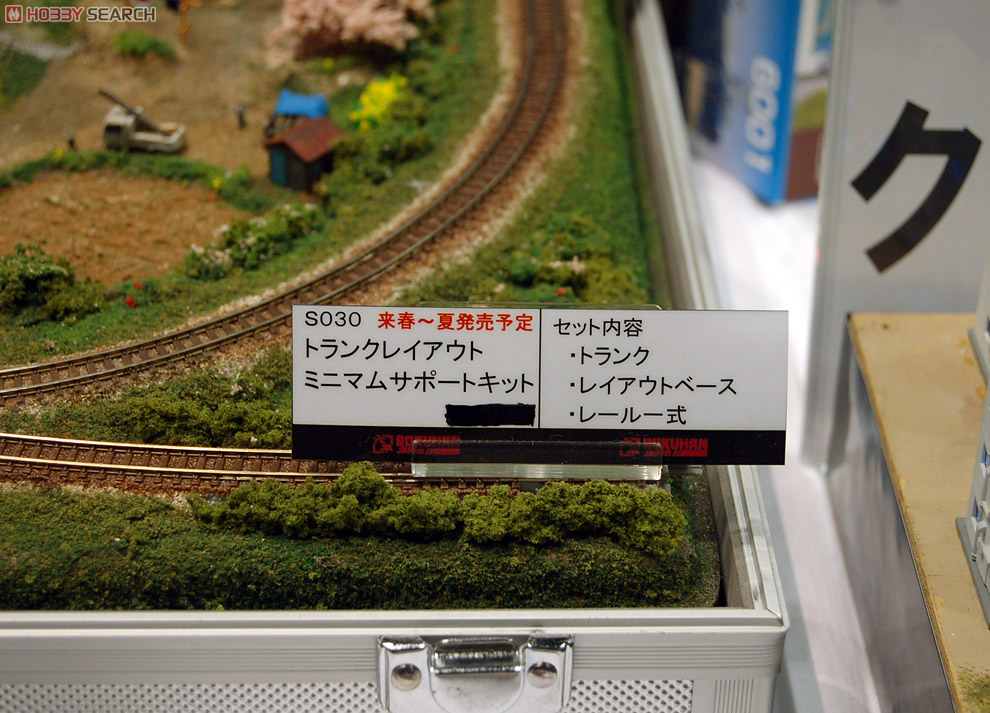 HOBBY SEARCH
G001
ク
S030 来春～夏発売予定
トランクレイアウト
ミニマムサポートキット
セット内容
・トランク
・レイアウトベース
・レール一式
ROKUHAN
ROKUHAN